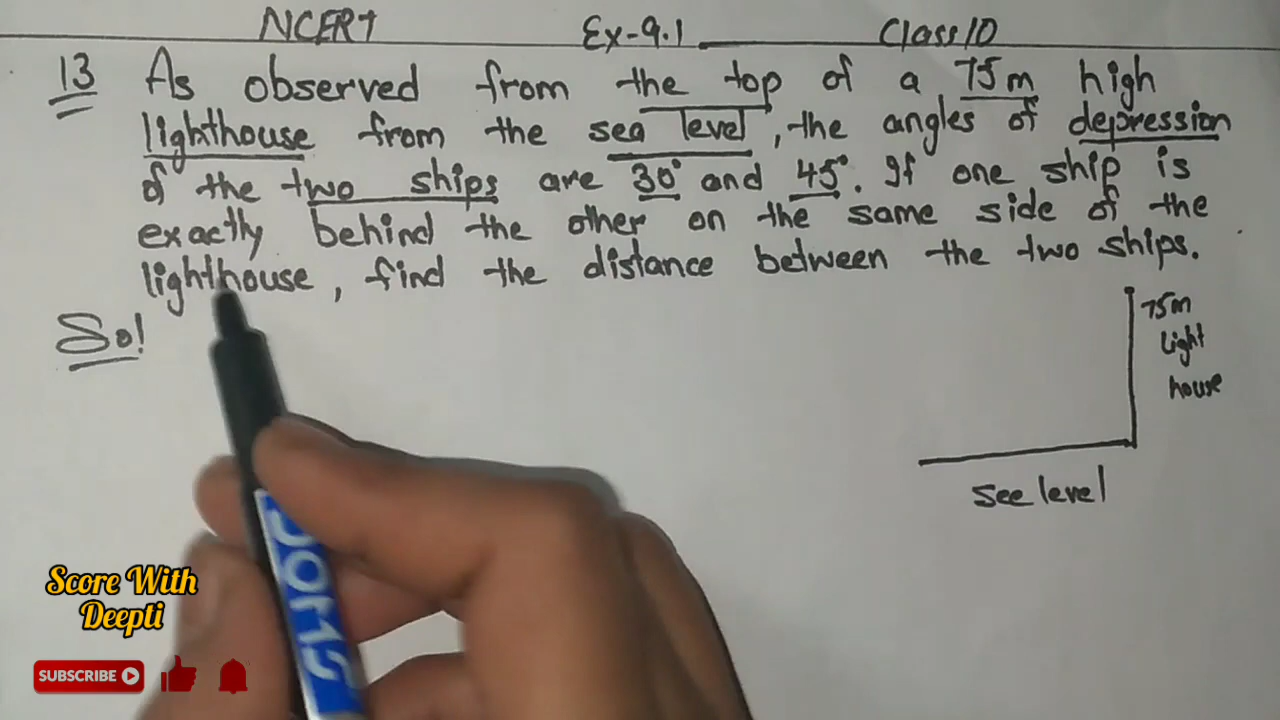 NCERT Ex-9.1 Class 10
13 As observed from the top of a 75m high
lighthouse from the sea level, the angles of depression
of the two ships are 30° and 45°. If one ship is
exactly behind the other on the same side of the
lighthouse, find the distance between the two ships.
Sol
75m
light
house
See level
SOMS
Score With
Deepti
SUBSCRIBE